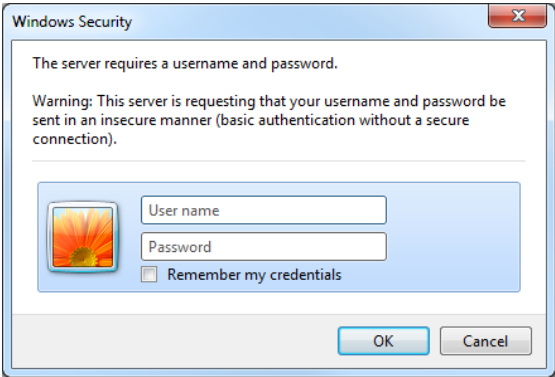 Windows Security
The server requires a username and password.
Warning: This server is requesting that your username and password be
sent in an insecure manner (basic authentication without a secure
connection).
User name
Password
Remember my credentials
OK
Cancel